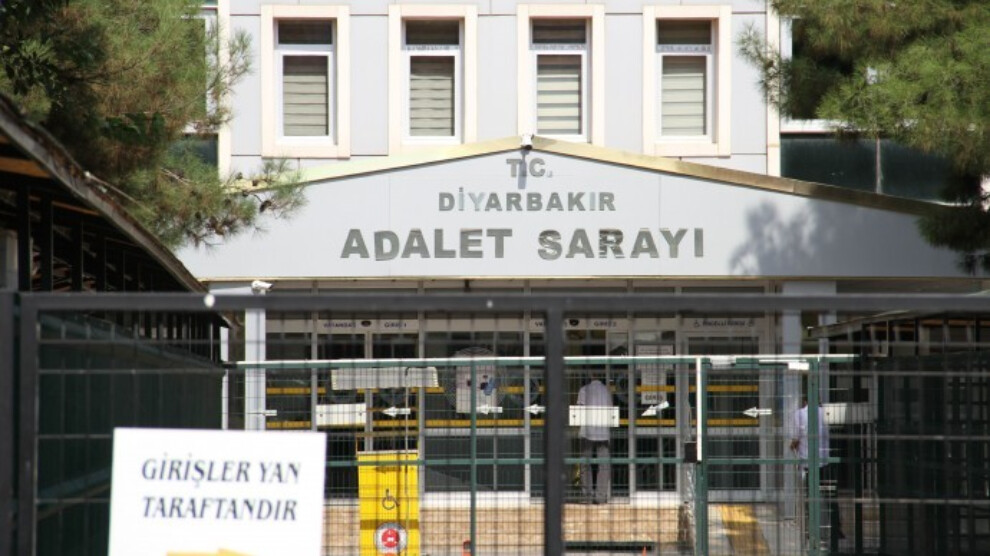 T.C.
DİYARBAKIR
ADALET SARAYI
GİRİŞLER YAN
TARAFTANDIR